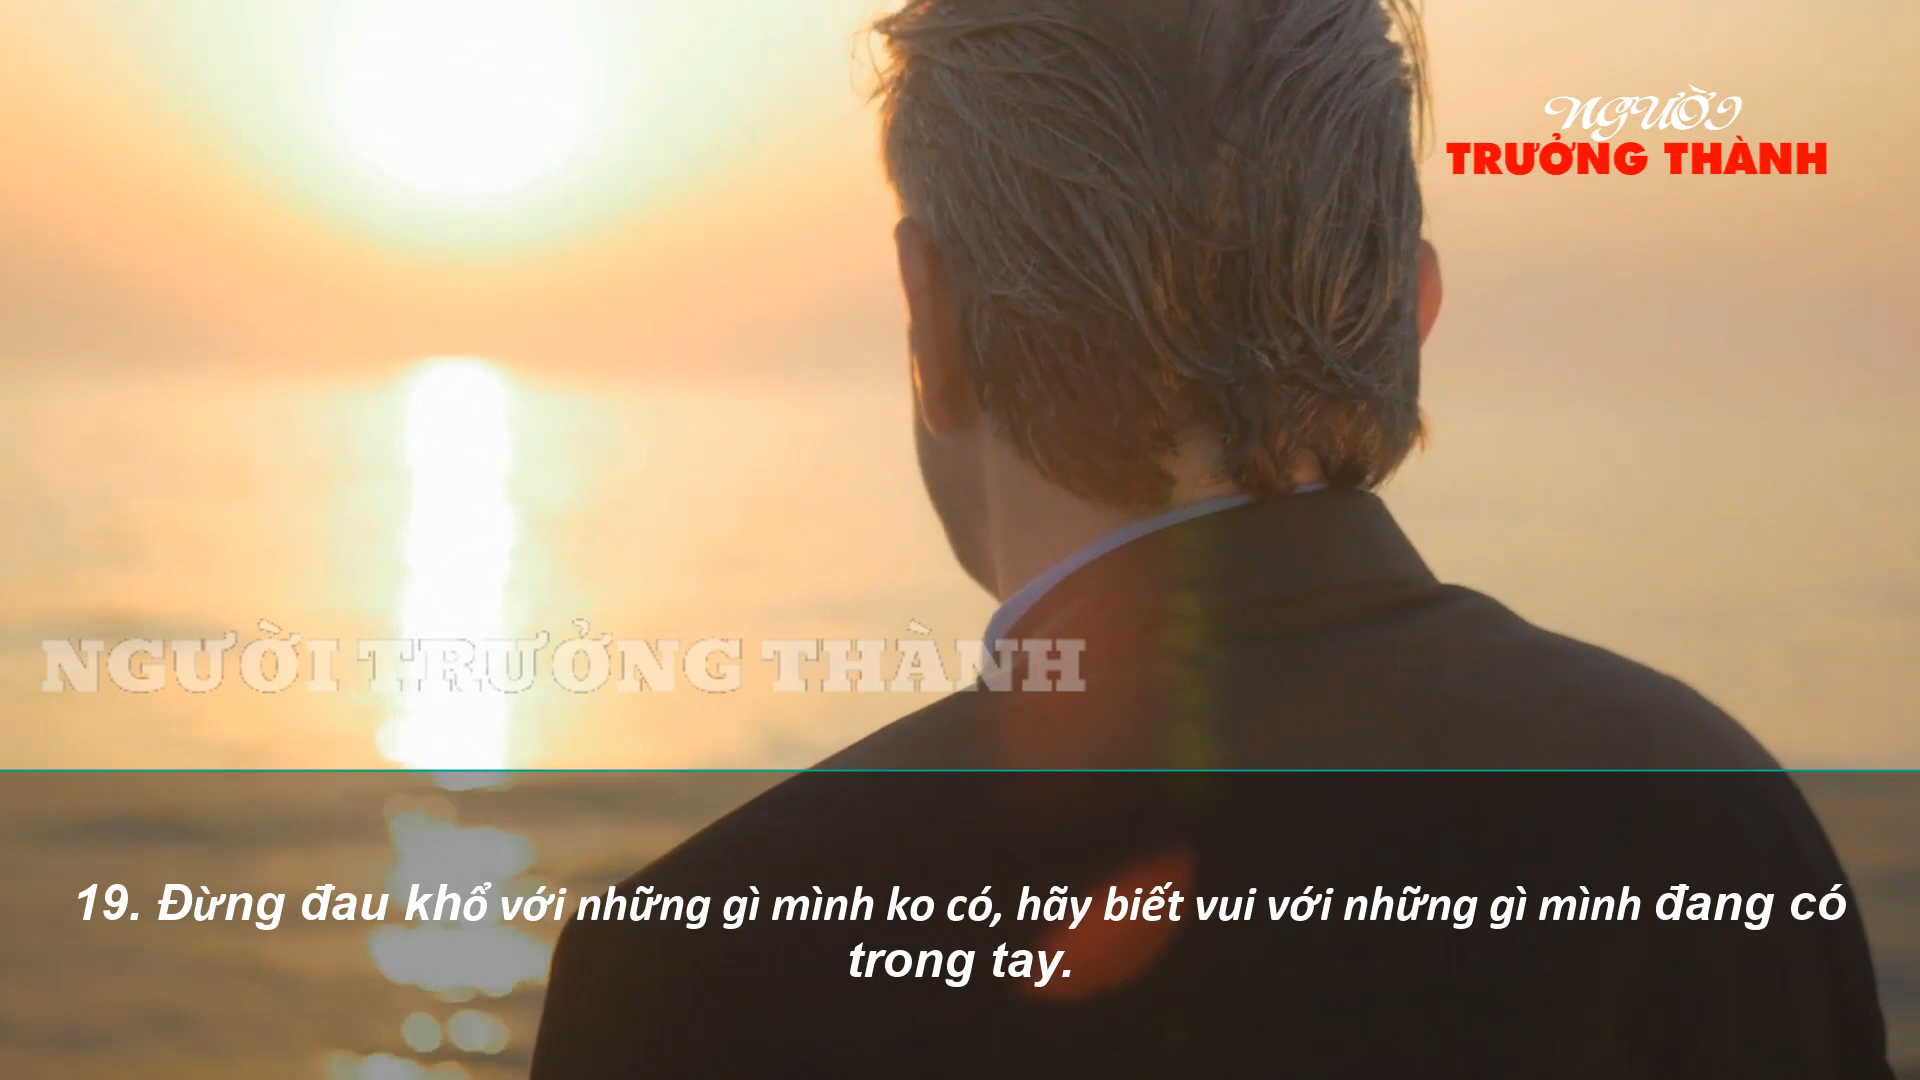 NGƯỜI
TRƯỞNG THÀNH
NGƯỜI TRƯỞNG THÀNH
19. Đừng đau khổ với những gì mình ko có, hãy biết vui với những gì mình đang có
trong tay.